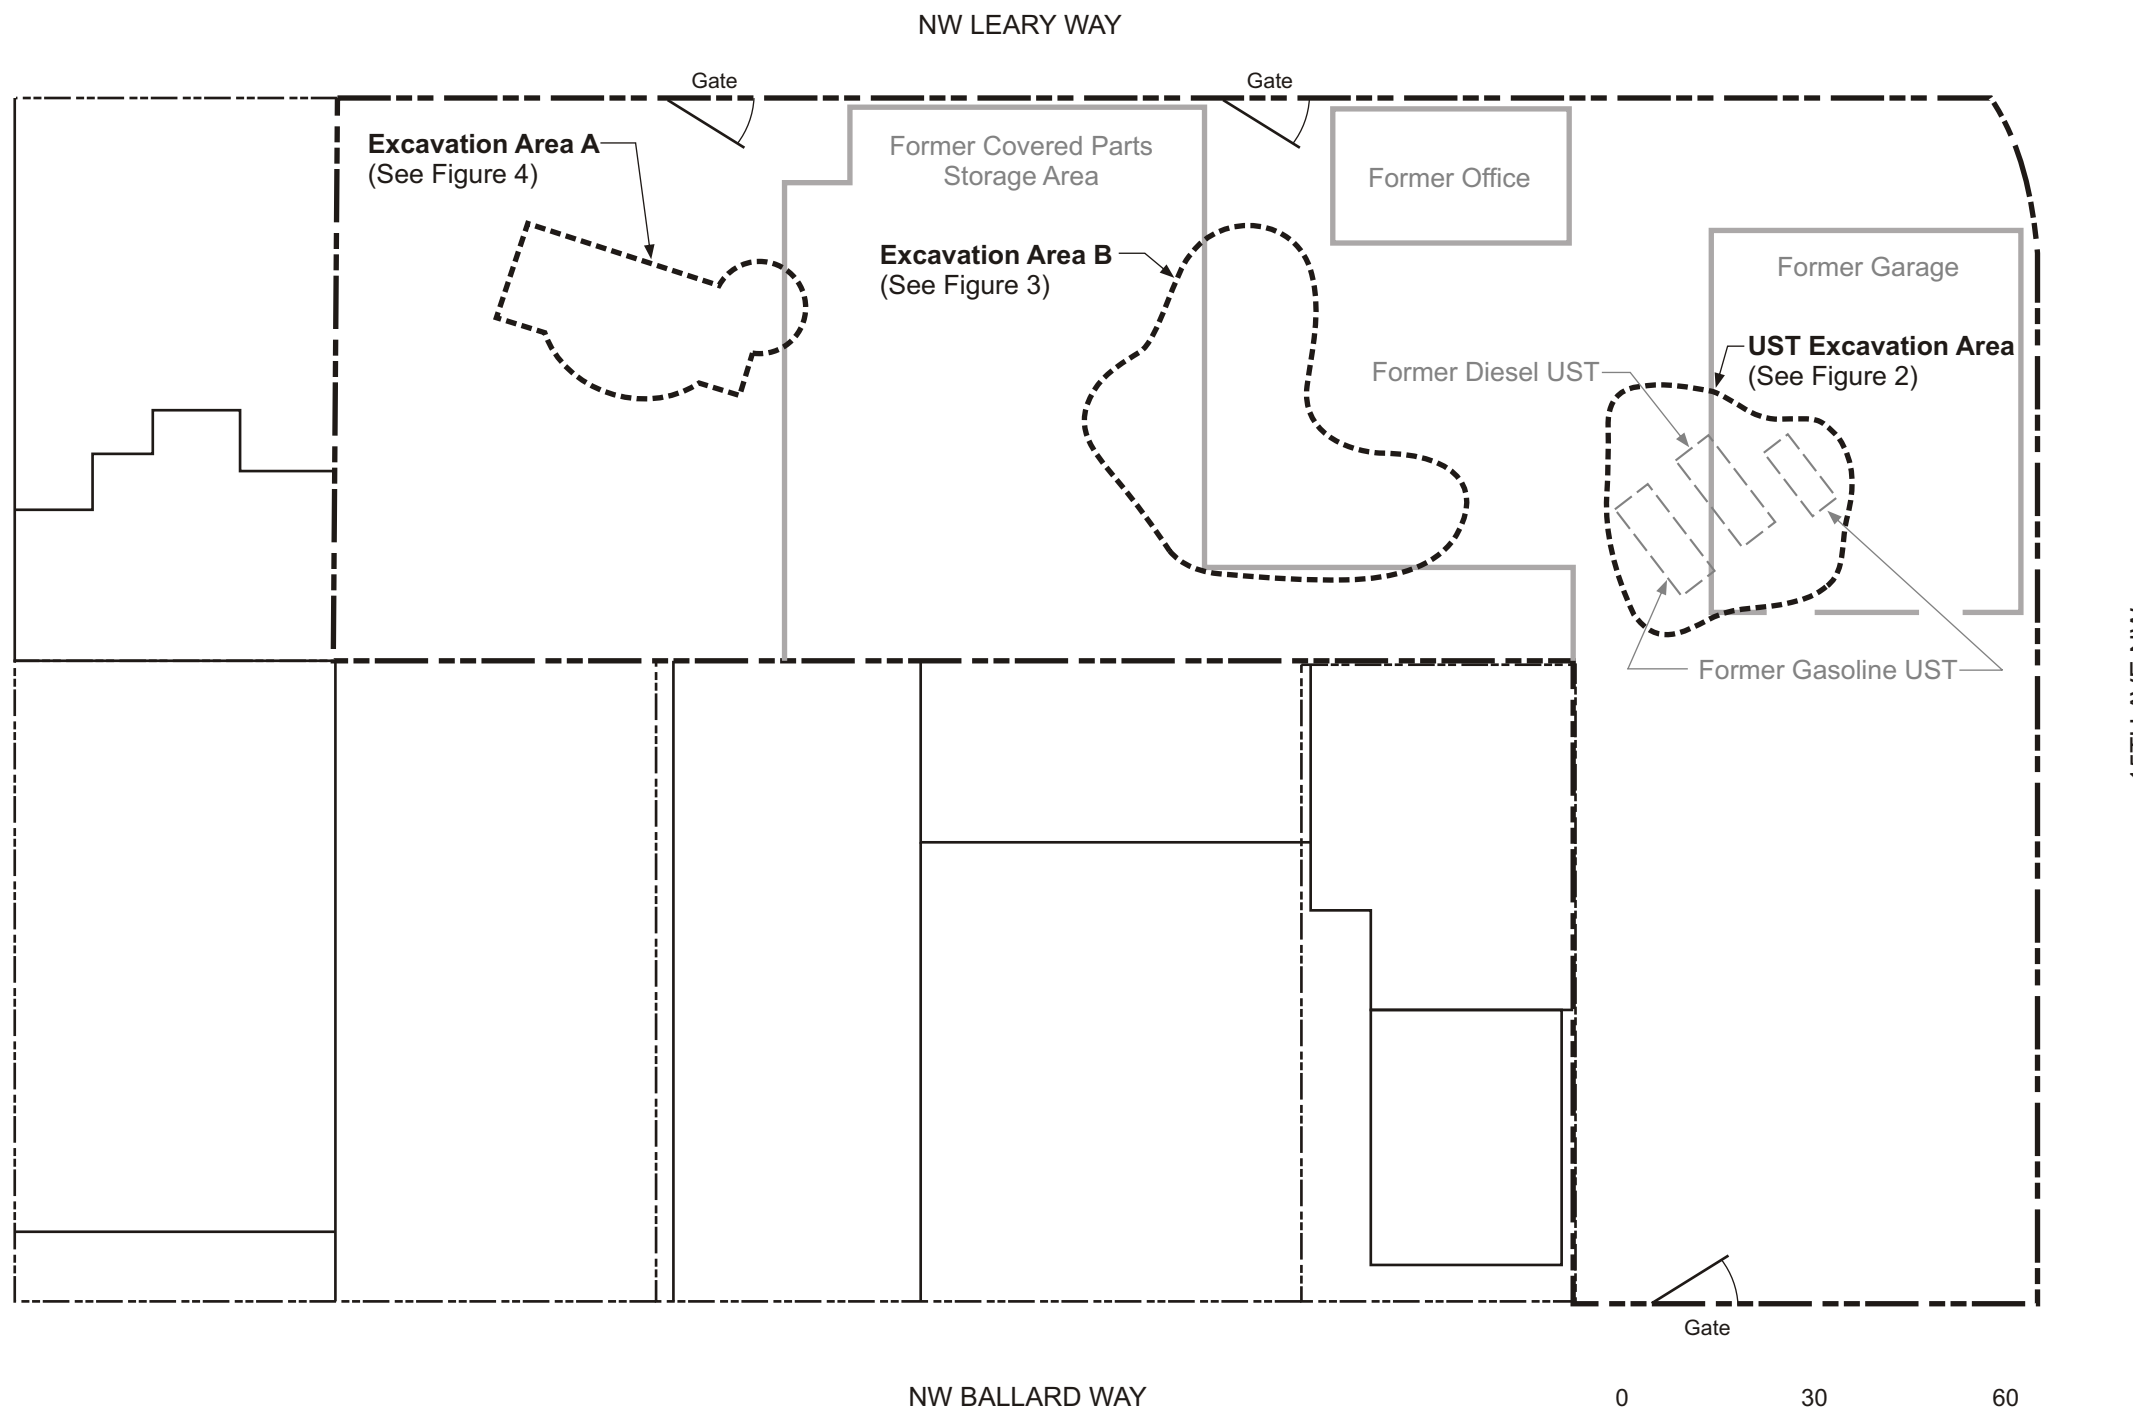 NW LEARY WAY
Gate
Gate
Excavation Area A
(See Figure 4)
Former Covered Parts
Storage Area
Former Office
Excavation Area B
(See Figure 3)
Former Garage
UST Excavation Area
(See Figure 2)
Former Diesel UST
Former Gasoline UST
Gate
NW BALLARD WAY
0
30
60